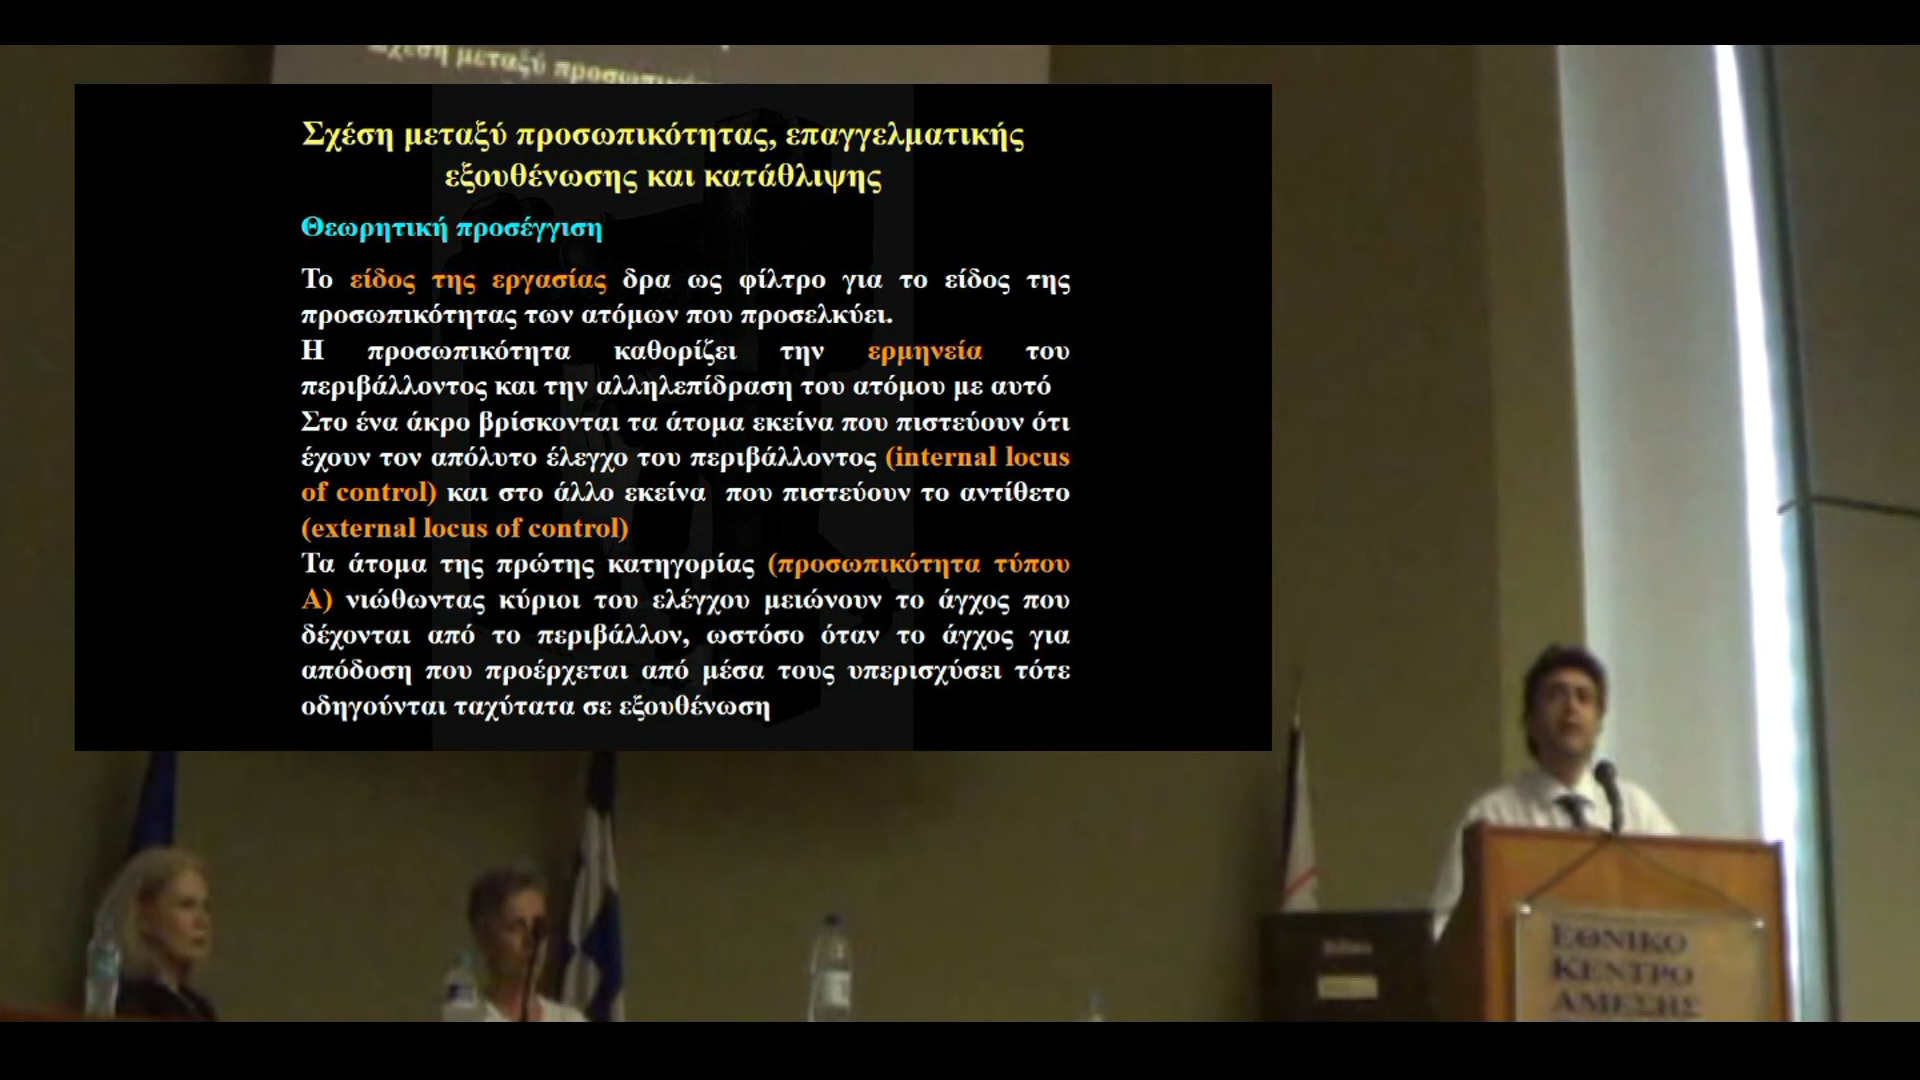 Σχέση μεταξύ
Σχέση μεταξύ προσωπικότητας, επαγγελματικής
εξουθένωσης και κατάθλιψης
Θεωρητική προσέγγιση
Το είδος της εργασίας δρα ως φίλτρο για το είδος της
προσωπικότητας των ατόμων που προσελκύει.
Η προσωπικότητα καθορίζει την ερμηνεία του
περιβάλλοντος και την αλληλεπίδραση του ατόμου με αυτό
Στο ένα άκρο βρίσκονται τα άτομα εκείνα που πιστεύουν ότι
έχουν τον απόλυτο έλεγχο του περιβάλλοντος (internal locus
of control) και στο άλλο εκείνα που πιστεύουν το αντίθετο
(external locus of control)
Τα άτομα της πρώτης κατηγορίας (προσωπικότητα τύπου
Α) νιώθωντας κύριοι του ελέγχου μειώνουν το άγχος που
δέχονται από το περιβάλλον, ωστόσο όταν το άγχος για
απόδοση που προέρχεται από μέσα τους υπερισχύσει τότε
οδηγούνται ταχύτατα σε εξουθένωση
ΕΘΝΙΚΟ
ΚΕΝΤΡΟ
ΑΜΕΣΗΣ